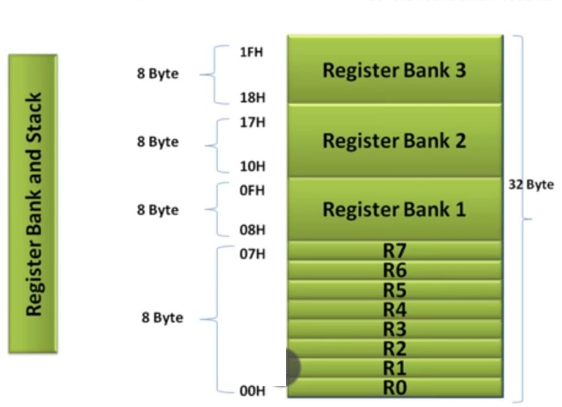 Register Bank and Stack
8 Byte
1FH
18H
Register Bank 3
8 Byte
17H
10H
Register Bank 2
8 Byte
0FH
08H
Register Bank 1
32 Byte
8 Byte
07H
00H
R7
R6
R5
R4
R3
R2
R1
R0